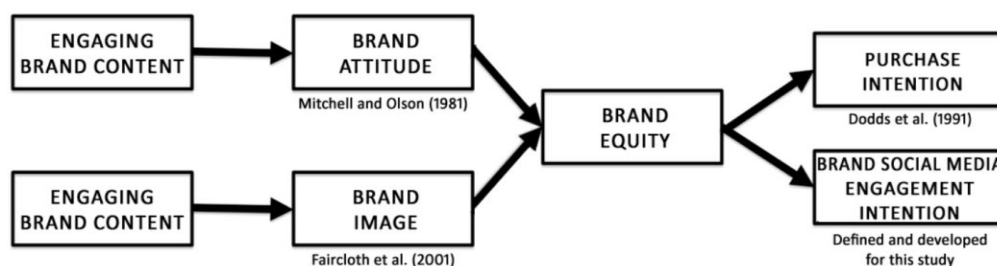 ENGAGING
BRAND CONTENT
BRAND
ATTITUDE
Mitchell and Olson (1981)
ENGAGING
BRAND CONTENT
BRAND
IMAGE
Faircloth et al. (2001)
BRAND
EQUITY
PURCHASE
INTENTION
Dodds et al. (1991)
BRAND SOCIAL MEDIA
ENGAGEMENT
INTENTION
Defined and developed
for this study